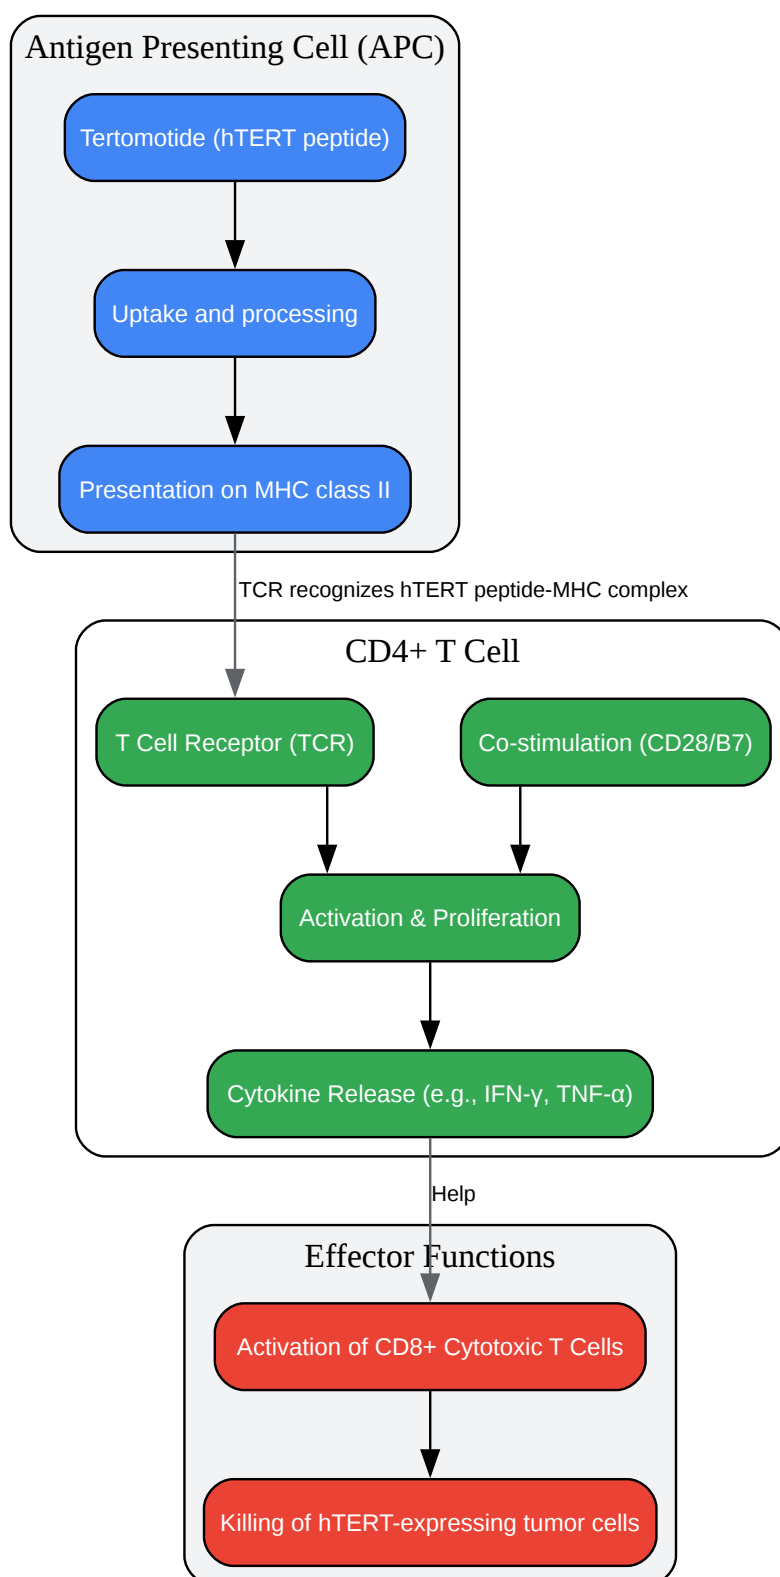 Antigen Presenting Cell (APC)
Tertomotide (hTERT peptide)
Uptake and processing
Presentation on MHC class II
TCR recognizes hTERT peptide-MHC complex
CD4+ T Cell
T Cell Receptor (TCR)
Co-stimulation (CD28/B7)
Activation & Proliferation
Cytokine Release (e.g., IFN-γ, TNF-α)
Help
Effector Functions
Activation of CD8+ Cytotoxic T Cells
Killing of hTERT-expressing tumor cells